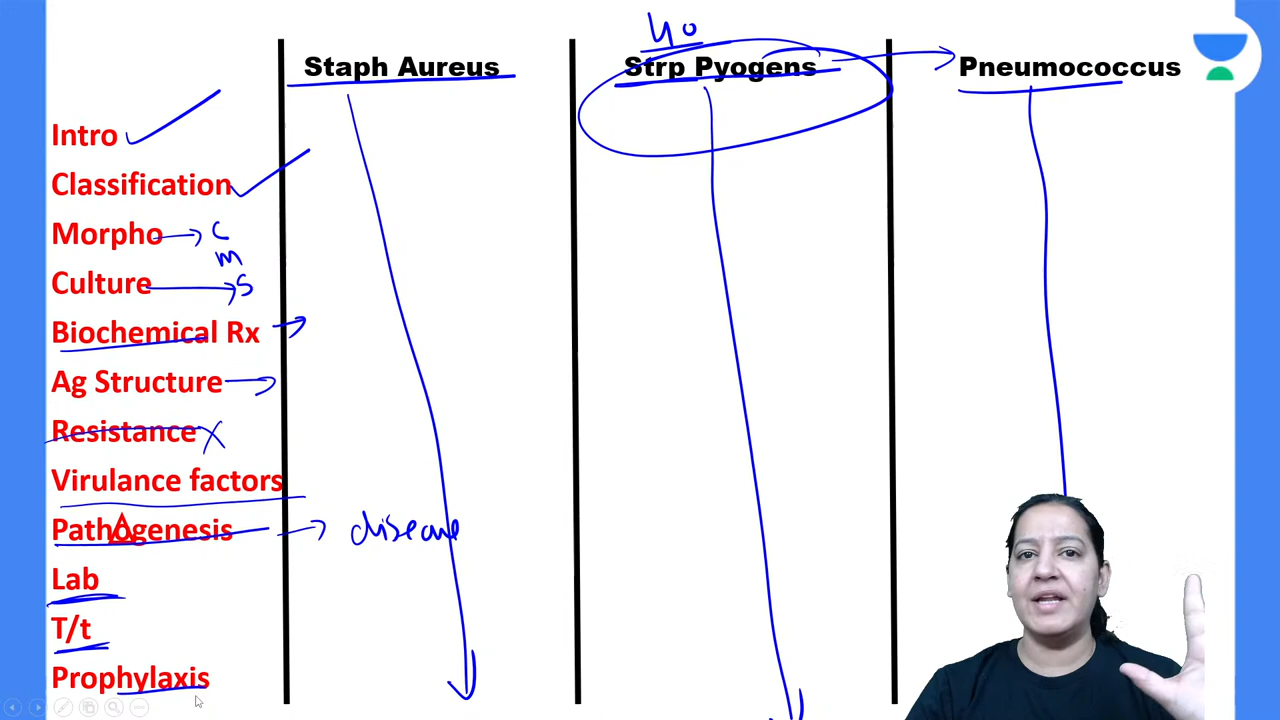 40
Staph Aureus
Strp Pyogens
Pneumococcus
Intro
Classification
Morpho
C
m
Culture
S
Biochemical Rx
Ag Structure
Resistance
Virulance factors
Pathogenesis
disease
Lab
T/t
Prophylaxis